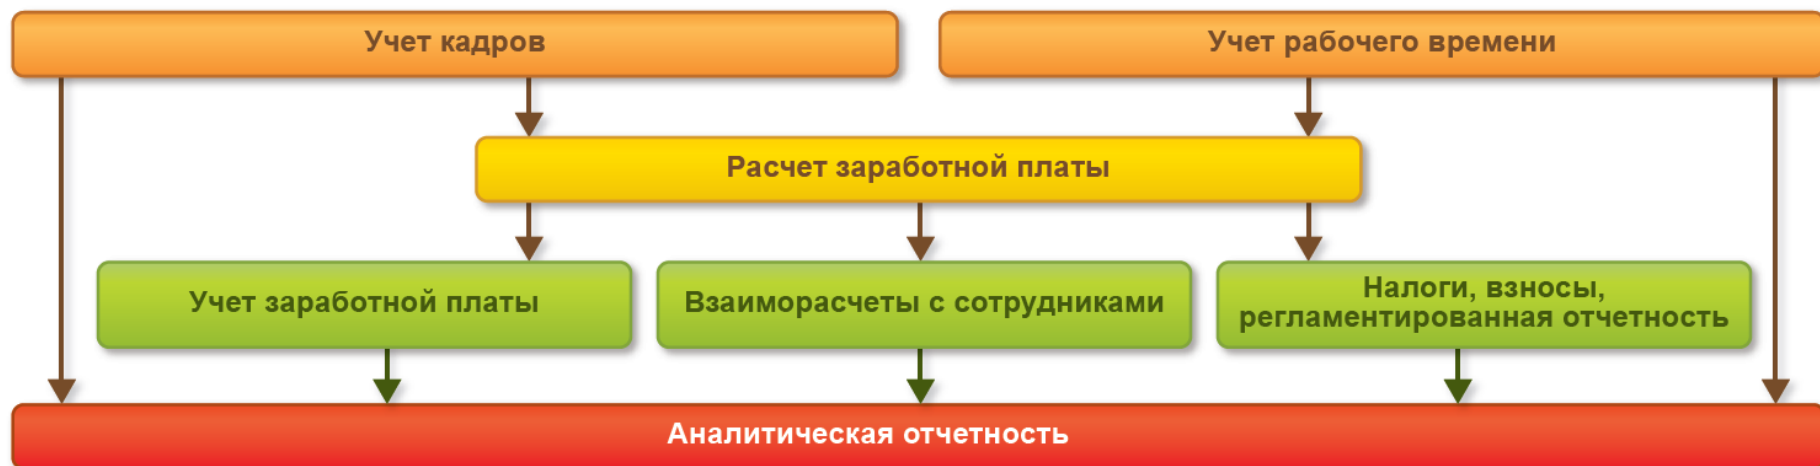 Учет кадров
Учет рабочего времени
Расчет заработной платы
Учет заработной платы
Взаиморасчеты с сотрудниками
Налоги, взносы,
регламентированная отчетность
Аналитическая отчетность